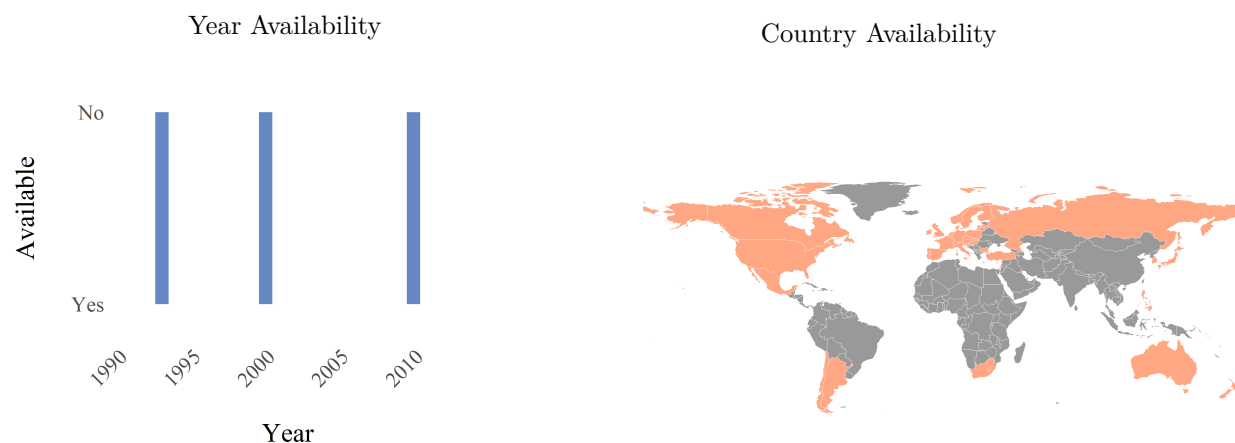 Year Availability
Country Availability
No
Available
Yes
1990
1995
2000
2005
2010
Year